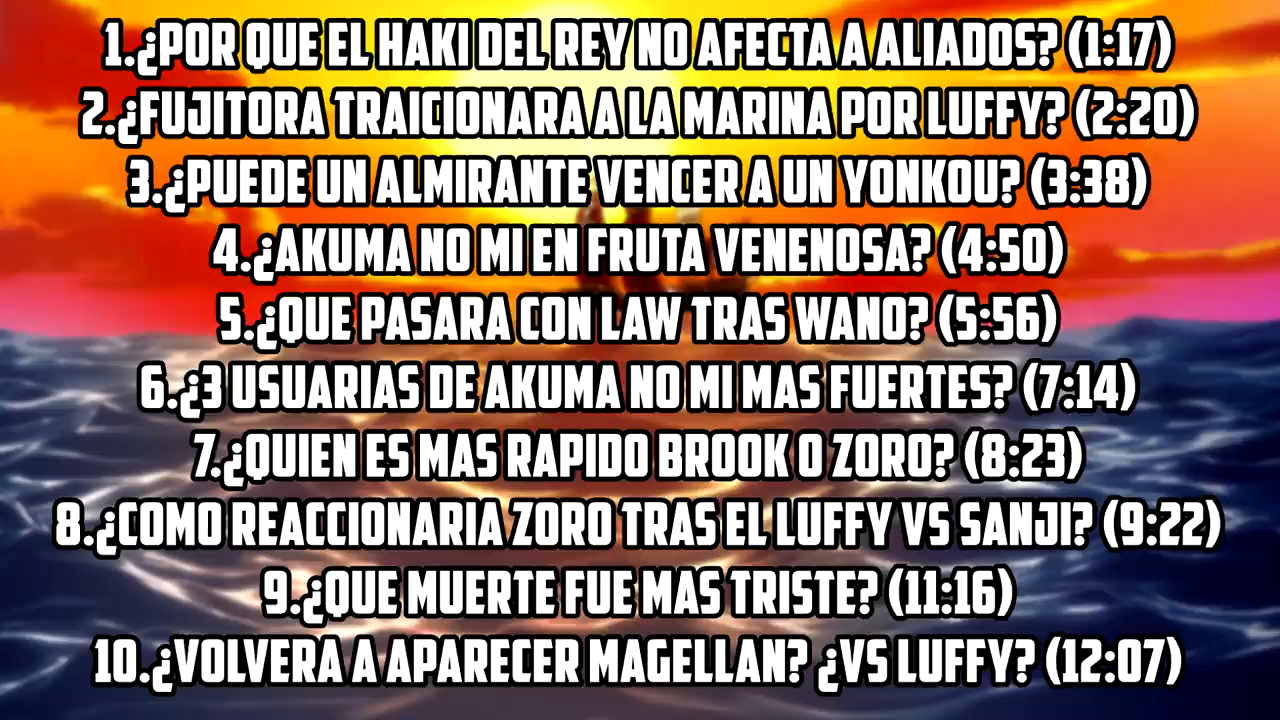 1.¿POR QUE EL HAKI DEL REY NO AFECTA A ALIADOS? (1:17)
2.¿FUJITORA TRAICIONARA A LA MARINA POR LUFFY? (2:20)
3.¿PUEDE UN ALMIRANTE VENCER A UN YONKOU? (3:38)
4.¿AKUMA NO MI EN FRUTA VENENOSA? (4:50)
5.¿QUE PASARA CON LAW TRAS WANO? (5:56)
6.¿3 USUARIAS DE AKUMA NO MI MAS FUERTES? (7:14)
7.¿QUIEN ES MAS RAPIDO BROOK O ZORO? (8:23)
8.¿COMO REACCIONARIA ZORO TRAS EL LUFFY VS SANJI? (9:22)
9.¿QUE MUERTE FUE MAS TRISTE? (11:16)
10.¿VOLVERA A APARECER MAGELLAN? ¿VS LUFFY? (12:07)